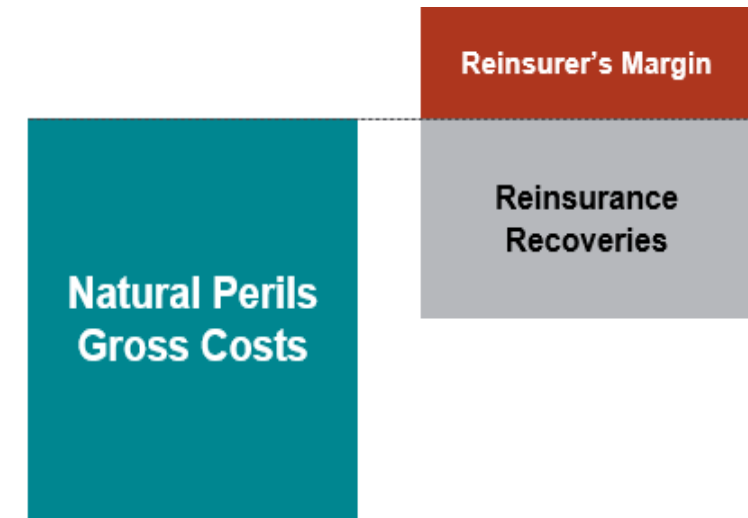 Reinsurer's Margin
Reinsurance
Recoveries
Natural Perils
Gross Costs